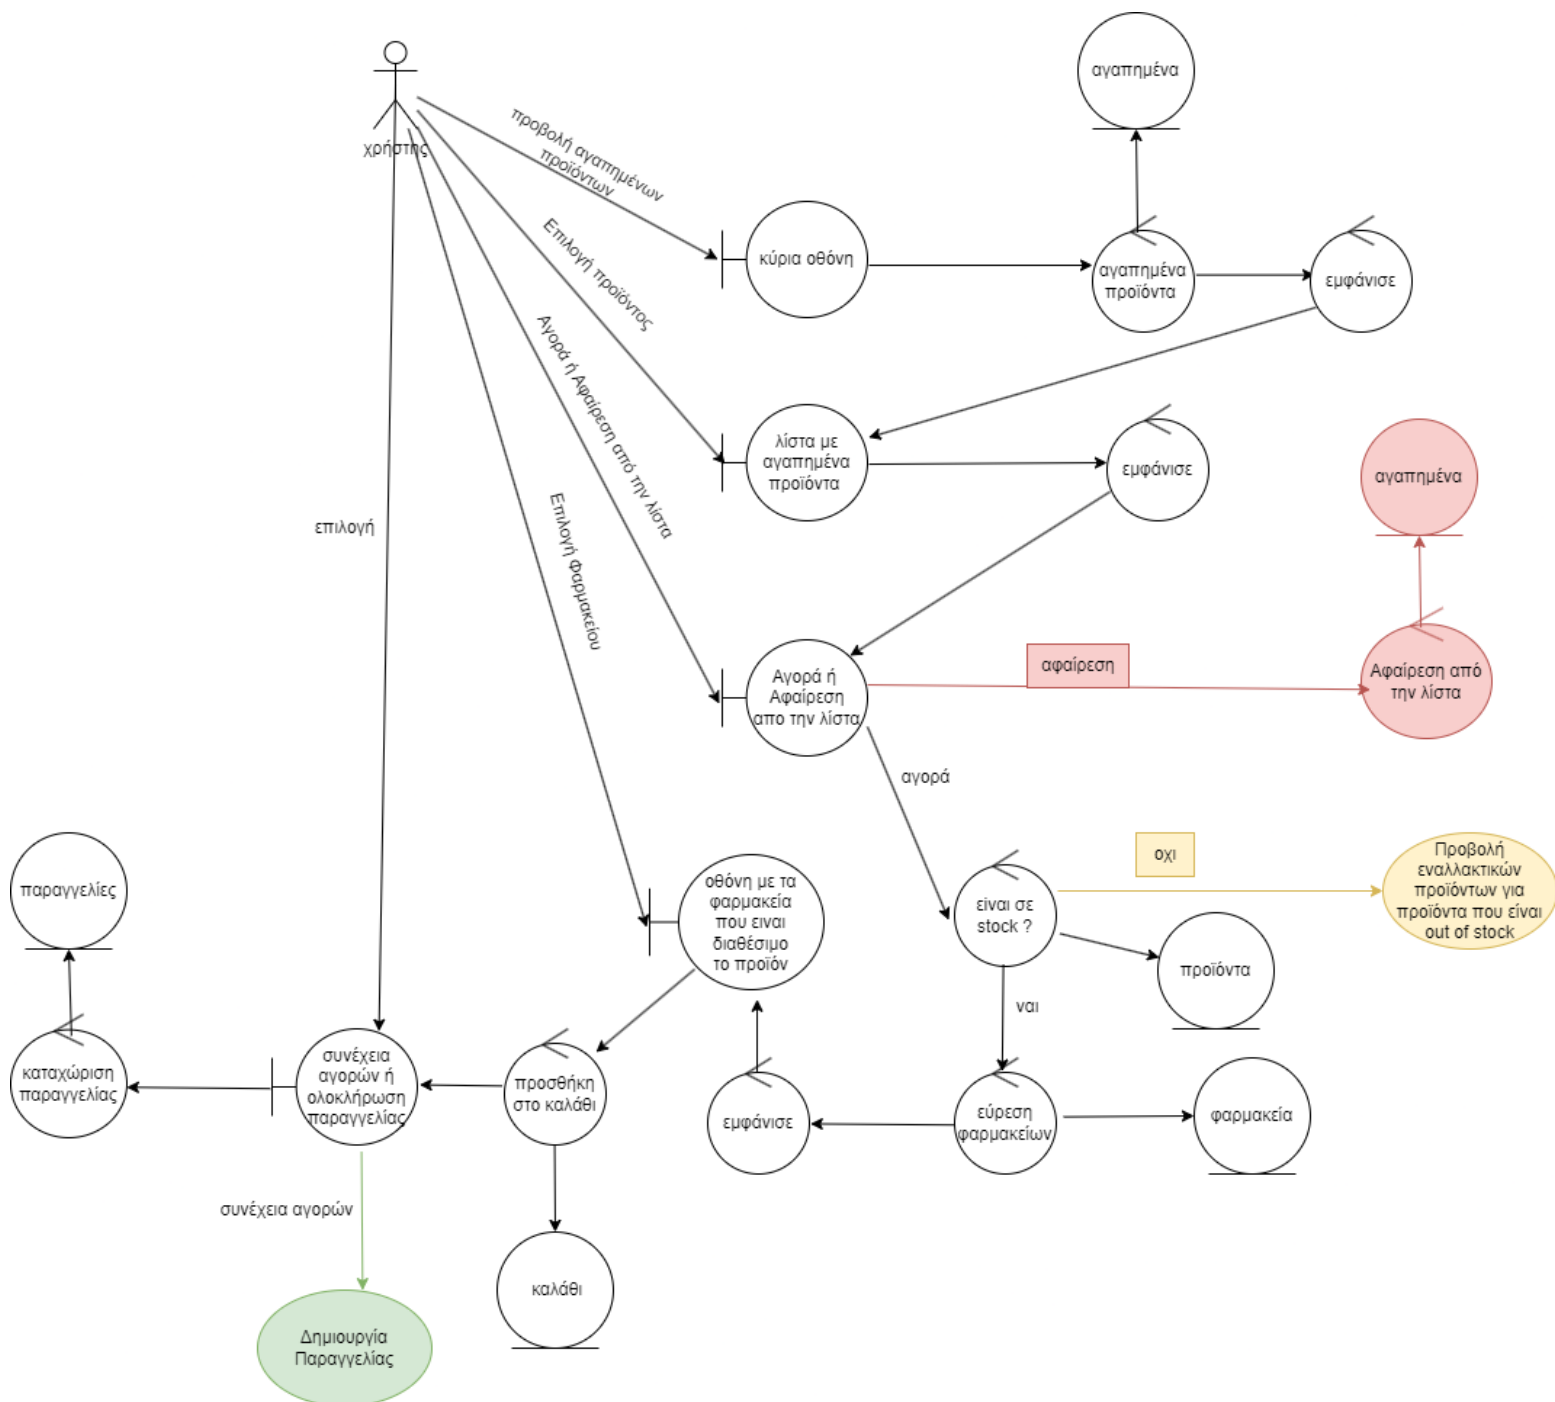 αγαπημένα
χρήστης
προβολή αγαπημένων
προϊόντων
κύρια οθόνη
αγαπημένα
προϊόντα
εμφάνισε
Επιλογή προϊόντος
Αγορά ή Αφαίρεση από την λίστα
λίστα με
αγαπημένα
προϊόντα
εμφάνισε
αγαπημένα
επιλογή
Επιλογή Φαρμακείου
Αγορά ή
Αφαίρεση
απο την λίστα
αφαίρεση
Αφαίρεση από
την λίστα
αγορά
παραγγελίες
οθόνη με τα
φαρμακεία
που ειναι
διαθέσιμο
το προϊόν
είναι σε
stock ?
οχι
Προβολή
εναλλακτικών
προϊόντων για
προϊόντα που είναι
out of stock
προϊόντα
ναι
καταχώριση
παραγγελίας
συνέχεια
αγορών ή
ολοκλήρωση
παραγγελίας
προσθήκη
στο καλάθι
εμφάνισε
εύρεση
φαρμακείων
φαρμακεία
συνέχεια αγορών
καλάθι
Δημιουργία
Παραγγελίας